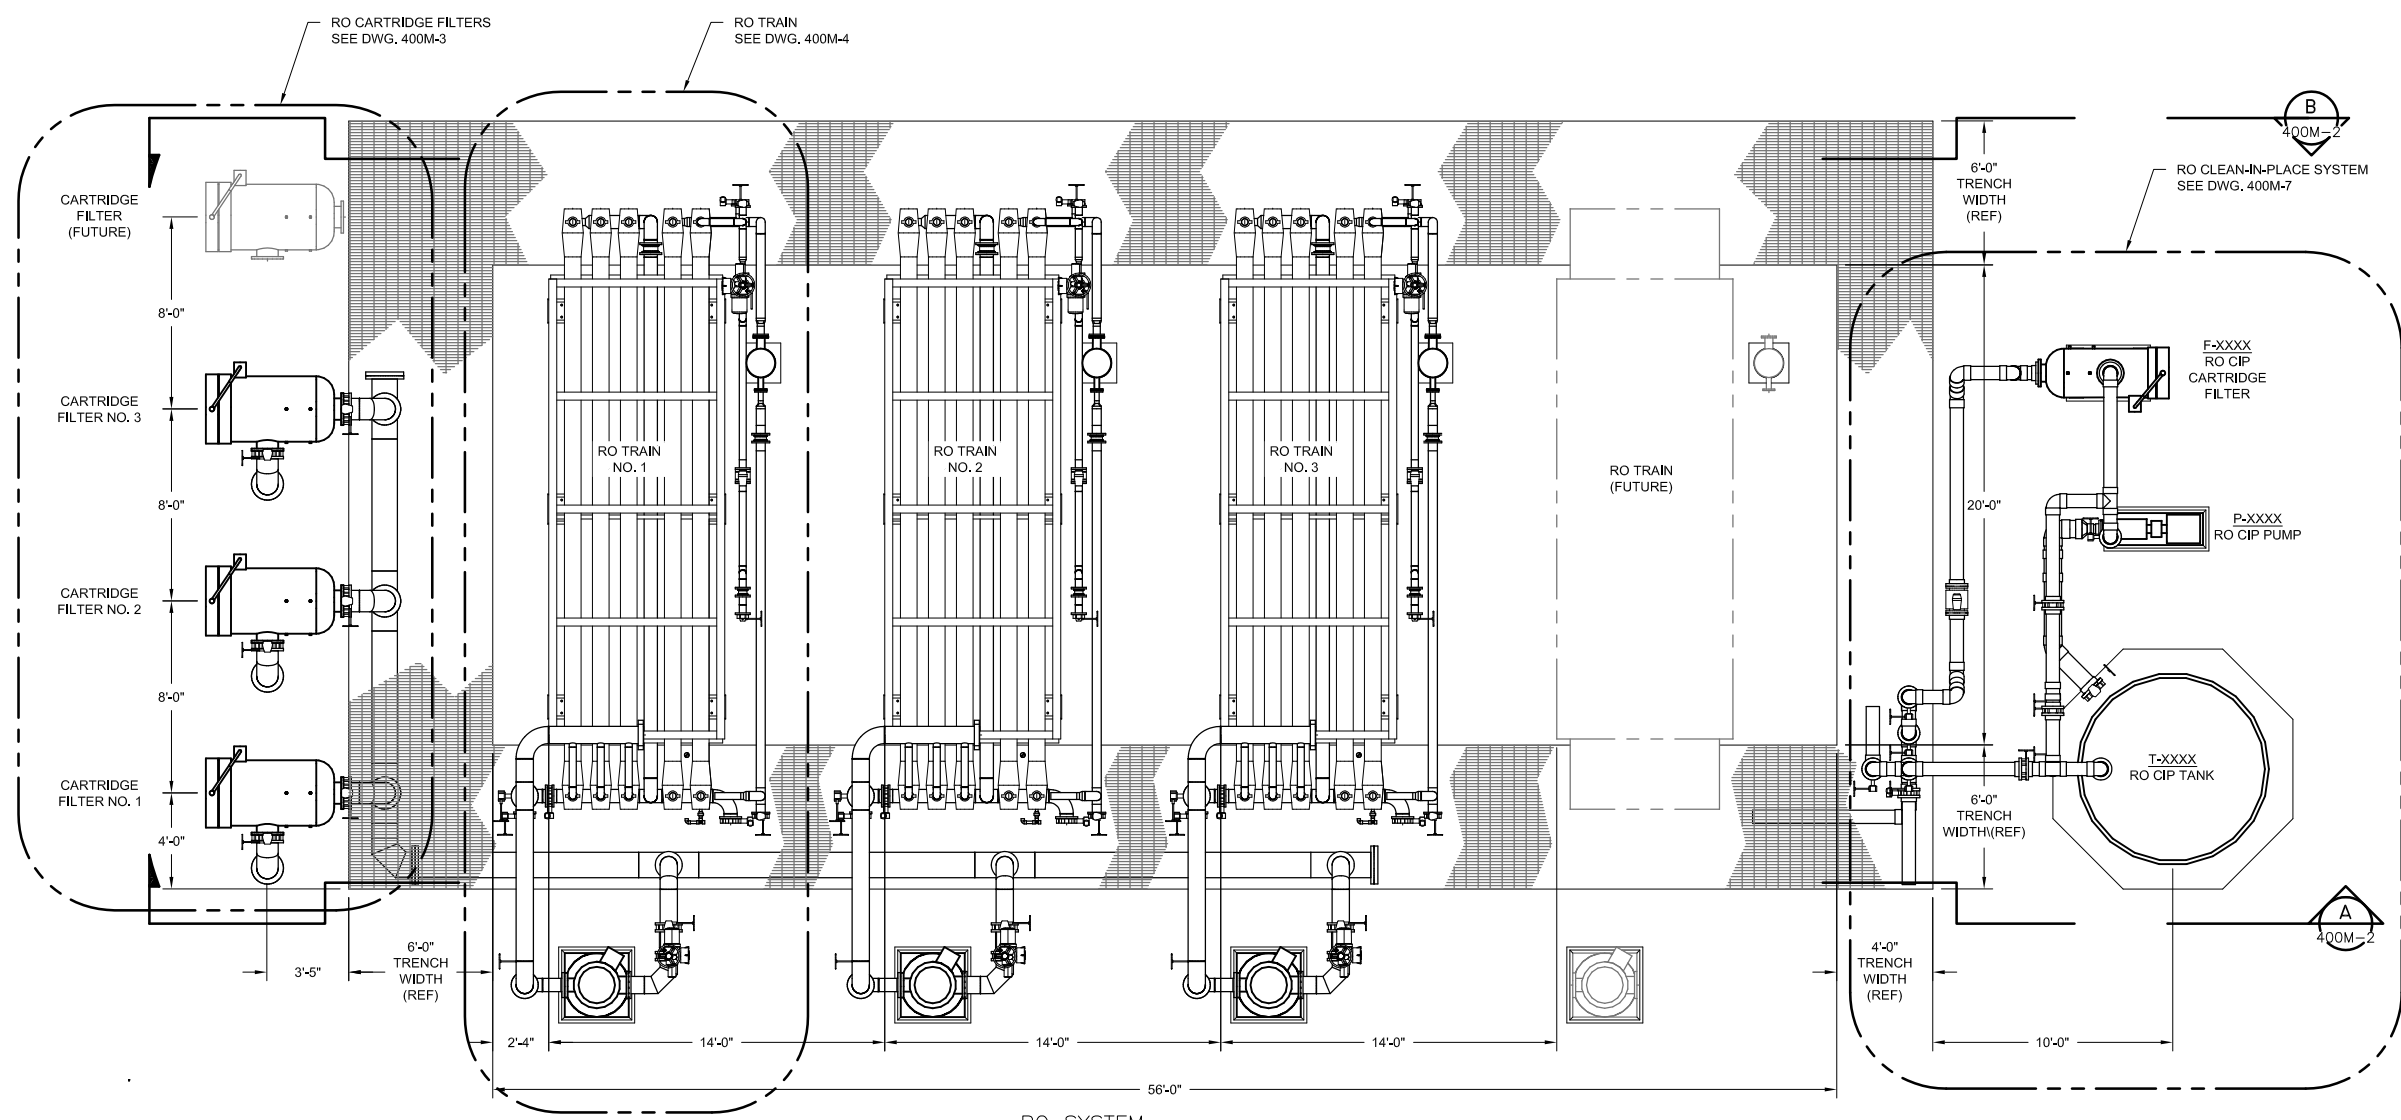 RO CARTRIDGE FILTERS
SEE DWG. 400M-3
RO TRAIN
SEE DWG. 400M-4
B
400M-2
RO CLEAN-IN-PLACE SYSTEM
SEE DWG. 400M-7
6'-0"
TRENCH
WIDTH
(REF)
CARTRIDGE
FILTER
(FUTURE)
8'-0"
CARTRIDGE
FILTER NO. 3
8'-0"
CARTRIDGE
FILTER NO. 2
8'-0"
CARTRIDGE
FILTER NO. 1
4'-0"
RO TRAIN
NO. 1
RO TRAIN
NO. 2
RO TRAIN
NO. 3
RO TRAIN
(FUTURE)
20'-0"
F-XXXX
RO CIP
CARTRIDGE
FILTER
P-XXXX
RO CIP PUMP
T-XXXX
RO CIP TANK
6'-0"
TRENCH
WIDTH\(REF)
A
400M-2
3'-5"
6'-0"
TRENCH
WIDTH
(REF)
4'-0"
TRENCH
WIDTH
(REF)
2'-4"
14'-0"
14'-0"
14'-0"
10'-0"
56'-0"
RO SYSTEM